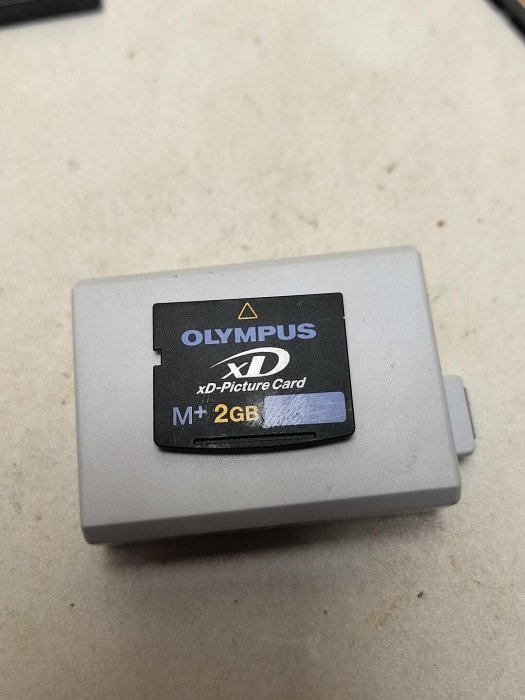 OLYMPUS
xD
xD-Picture Card
M+ 2GB